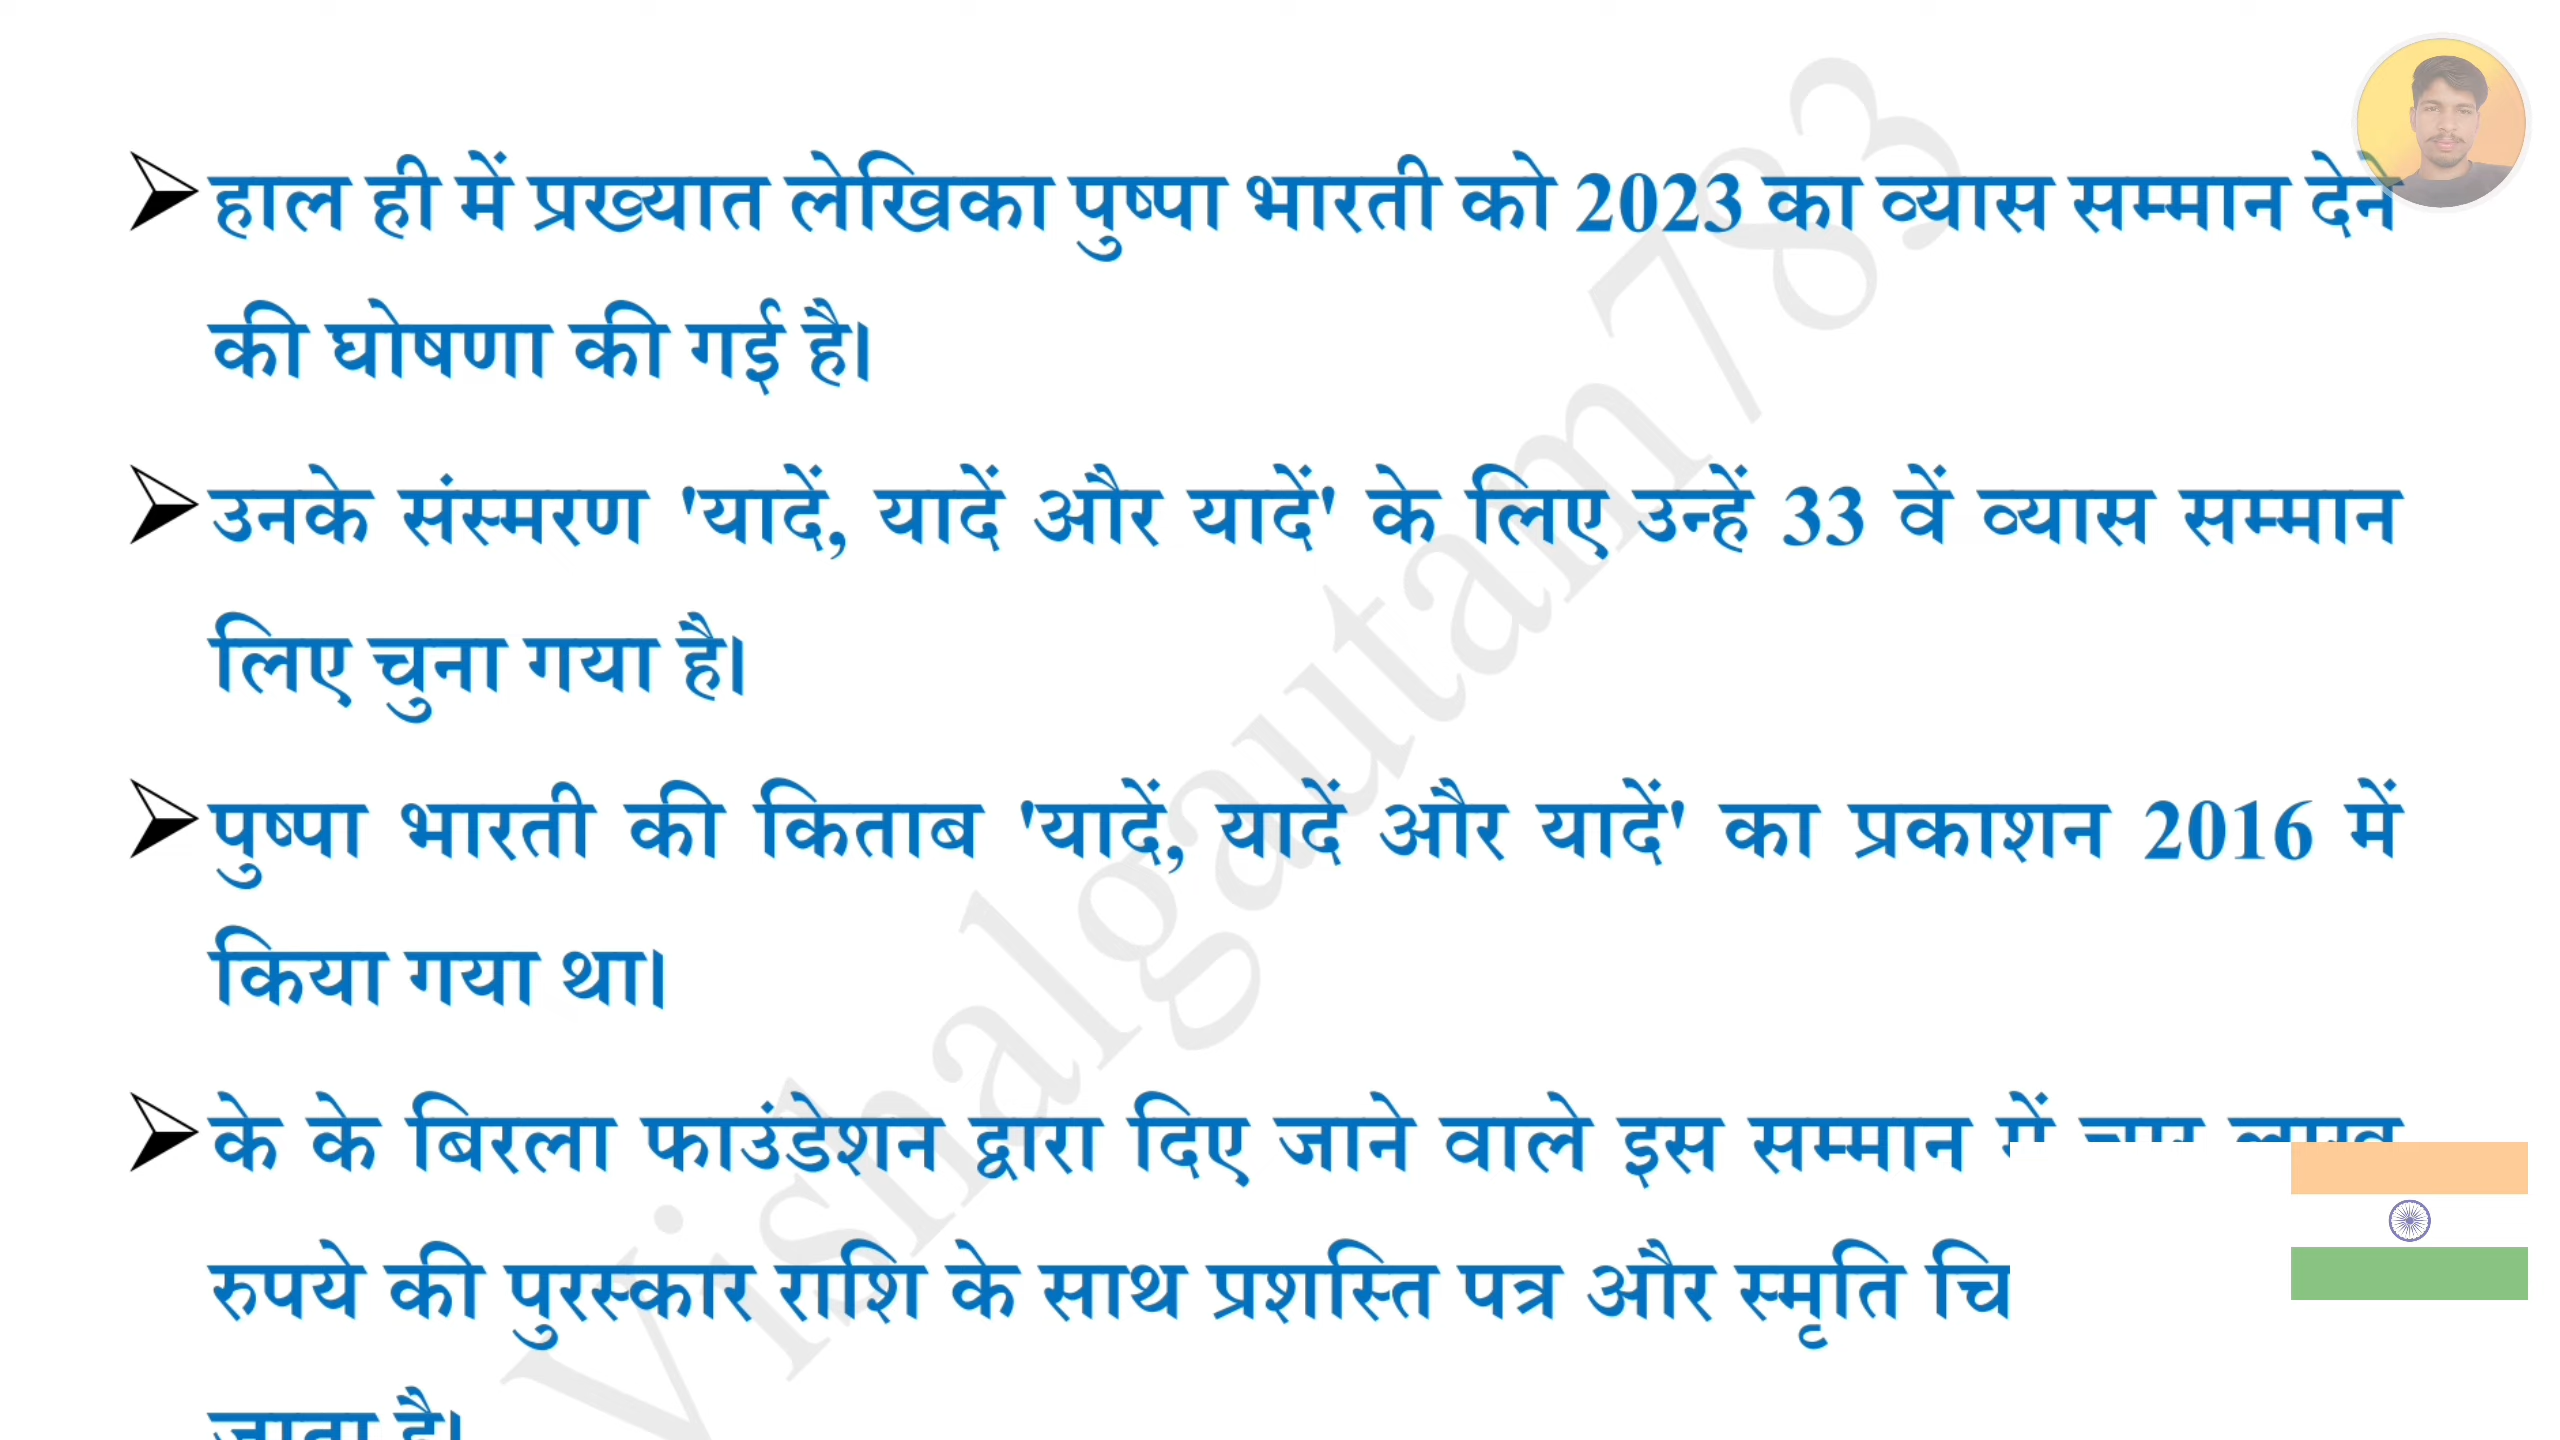 हाल ही में प्रख्यात लेखिका पुष्पा भारती को 2023 का व्यास सम्मान देने
की घोषणा की गई है।
उनके संस्मरण 'यादें, यादें और यादें' के लिए उन्हें 33 वें व्यास सम्मान
लिए चुना गया है।
पुष्पा भारती की किताब 'यादें, यादें और यादें' का प्रकाशन 2016 में
किया गया था।
के के बिरला फाउंडेशन द्वारा दिए जाने वाले इस सम्मान में चार लाख
रुपये की पुरस्कार राशि के साथ प्रशस्ति पत्र और स्मृति चि
जाता है।
Vishalgautam783